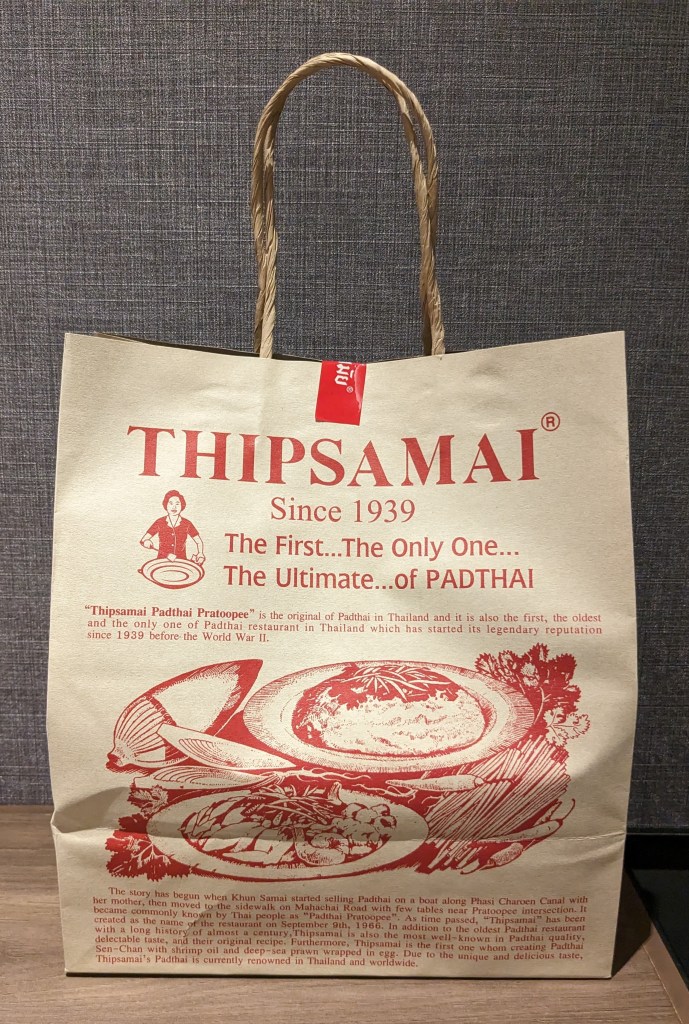 มัย
®
THIPSAMAI®
Since 1939
The First...The Only One...
The Ultimate...of PADTHAI
"Thipsamai Padthai Pratoopee" is the original of Padthai in Thailand and it is also the first, the oldest
and the only one of Padthai restaurant in Thailand which has started its legendary reputation
since 1939 before the World War II.
The story has begun when Khun Samai started selling Padthai on a boat along Phasi Charoen Canal with
her mother, then moved to the sidewalk on Mahachai Road with few tables near Pratoopee intersection. It
became commonly known by Thai people as "Padthai Pratoopee". As time passed, "Thipsamai" has been
created as the name of the restaurant on September 9th, 1966. In addition to the oldest Padthai restaurant
with a long history of almost a century,Thipsamai is also the most well-known in Padthai quality,
delectable taste, and their original recipe. Furthermore, Thipsamai is the first one whom creating Padthai
Sen-Chan with shrimp oil and deep-sea prawn wrapped in egg. Due to the unique and delicious taste,
Thipsamai's Padthai is currently renowned in Thailand and worldwide.